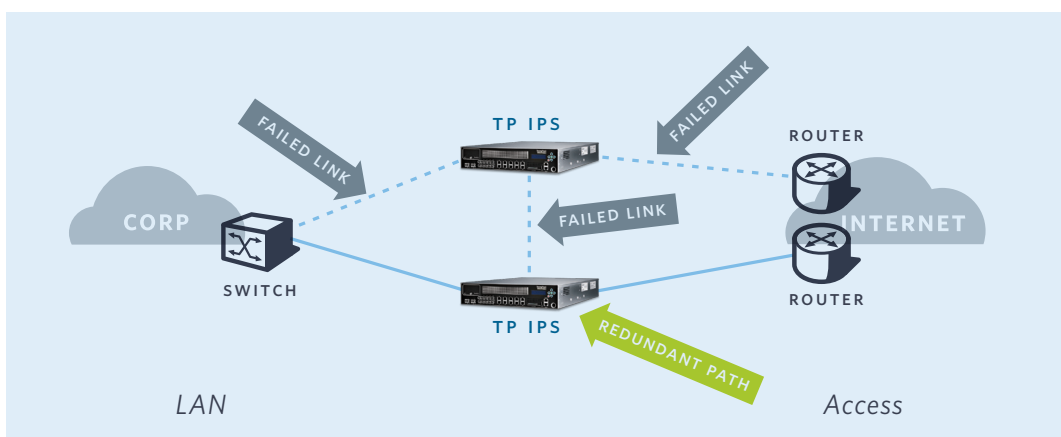 FAILED LINK
FAILED LINK
TP IPS
ROUTER
CORP
FAILED LINK
INTERNET
SWITCH
ROUTER
TP IPS
REDUNDANT PATH
LAN
Access